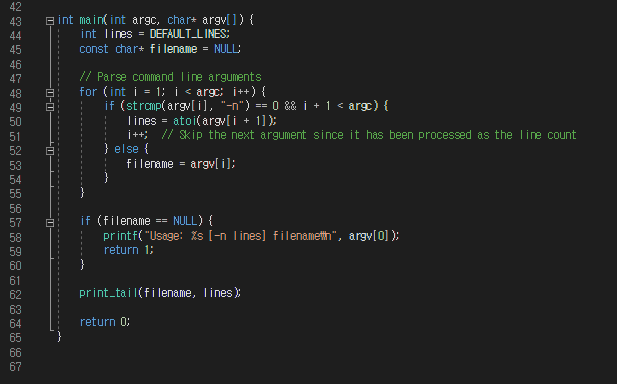 42
43 int main(int argc, char* argv[]) {
44 int lines = DEFAULT_LINES;
45 const char* filename = NULL;
46
47 // Parse command line arguments
48 for (int i = 1; i < argc; i++) {
49 if (strcmp(argv[i], "-n") == 0 && i + 1 < argc) {
50 lines = atoi(argv[i + 1]);
51 i++; // Skip the next argument since it has been processed as the line count
52 } else {
53 filename = argv[i];
54 }
55 }
56
57 if (filename == NULL) {
58 printf("Usage: %s [-n lines] filename₩n", argv[0]);
59 return 1;
60 }
61
62 print_tail(filename, lines);
63
64 return 0;
65 }
66
67